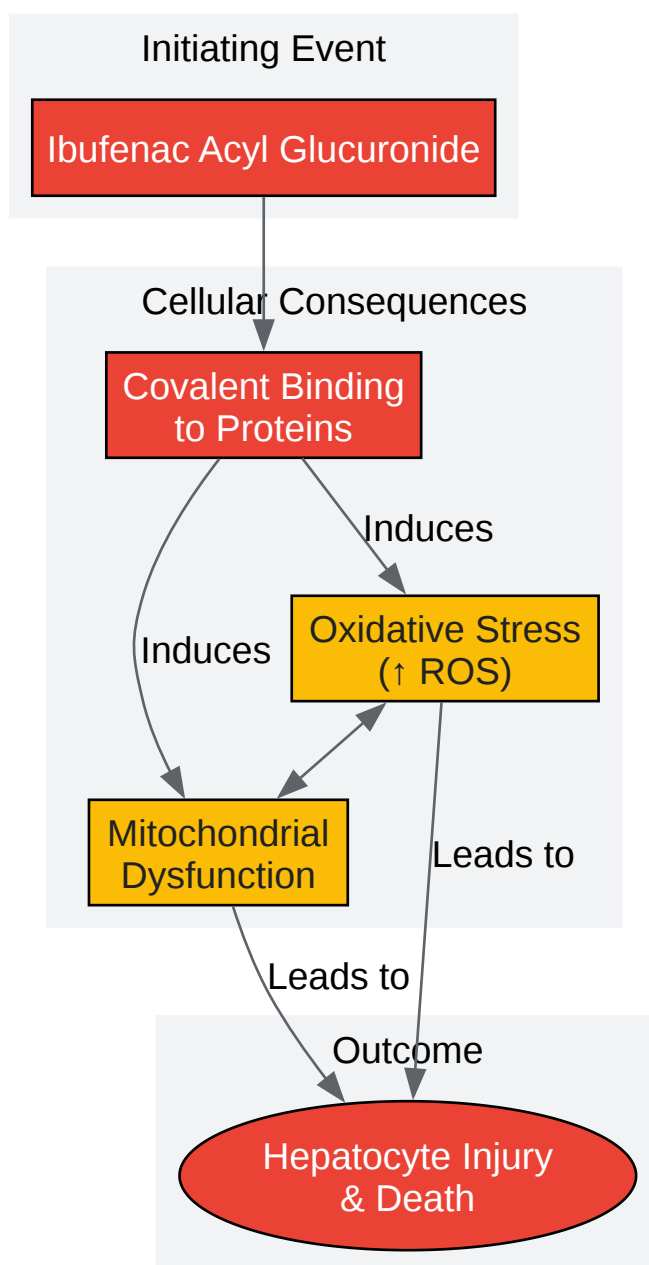 Initiating Event
Ibufenac Acyl Glucuronide
Cellular Consequences
Covalent Binding
to Proteins
Induces
Oxidative Stress
(↑ ROS)
Induces
Mitochondrial
Dysfunction
Leads to
Leads to
Outcome
Hepatocyte Injury
& Death